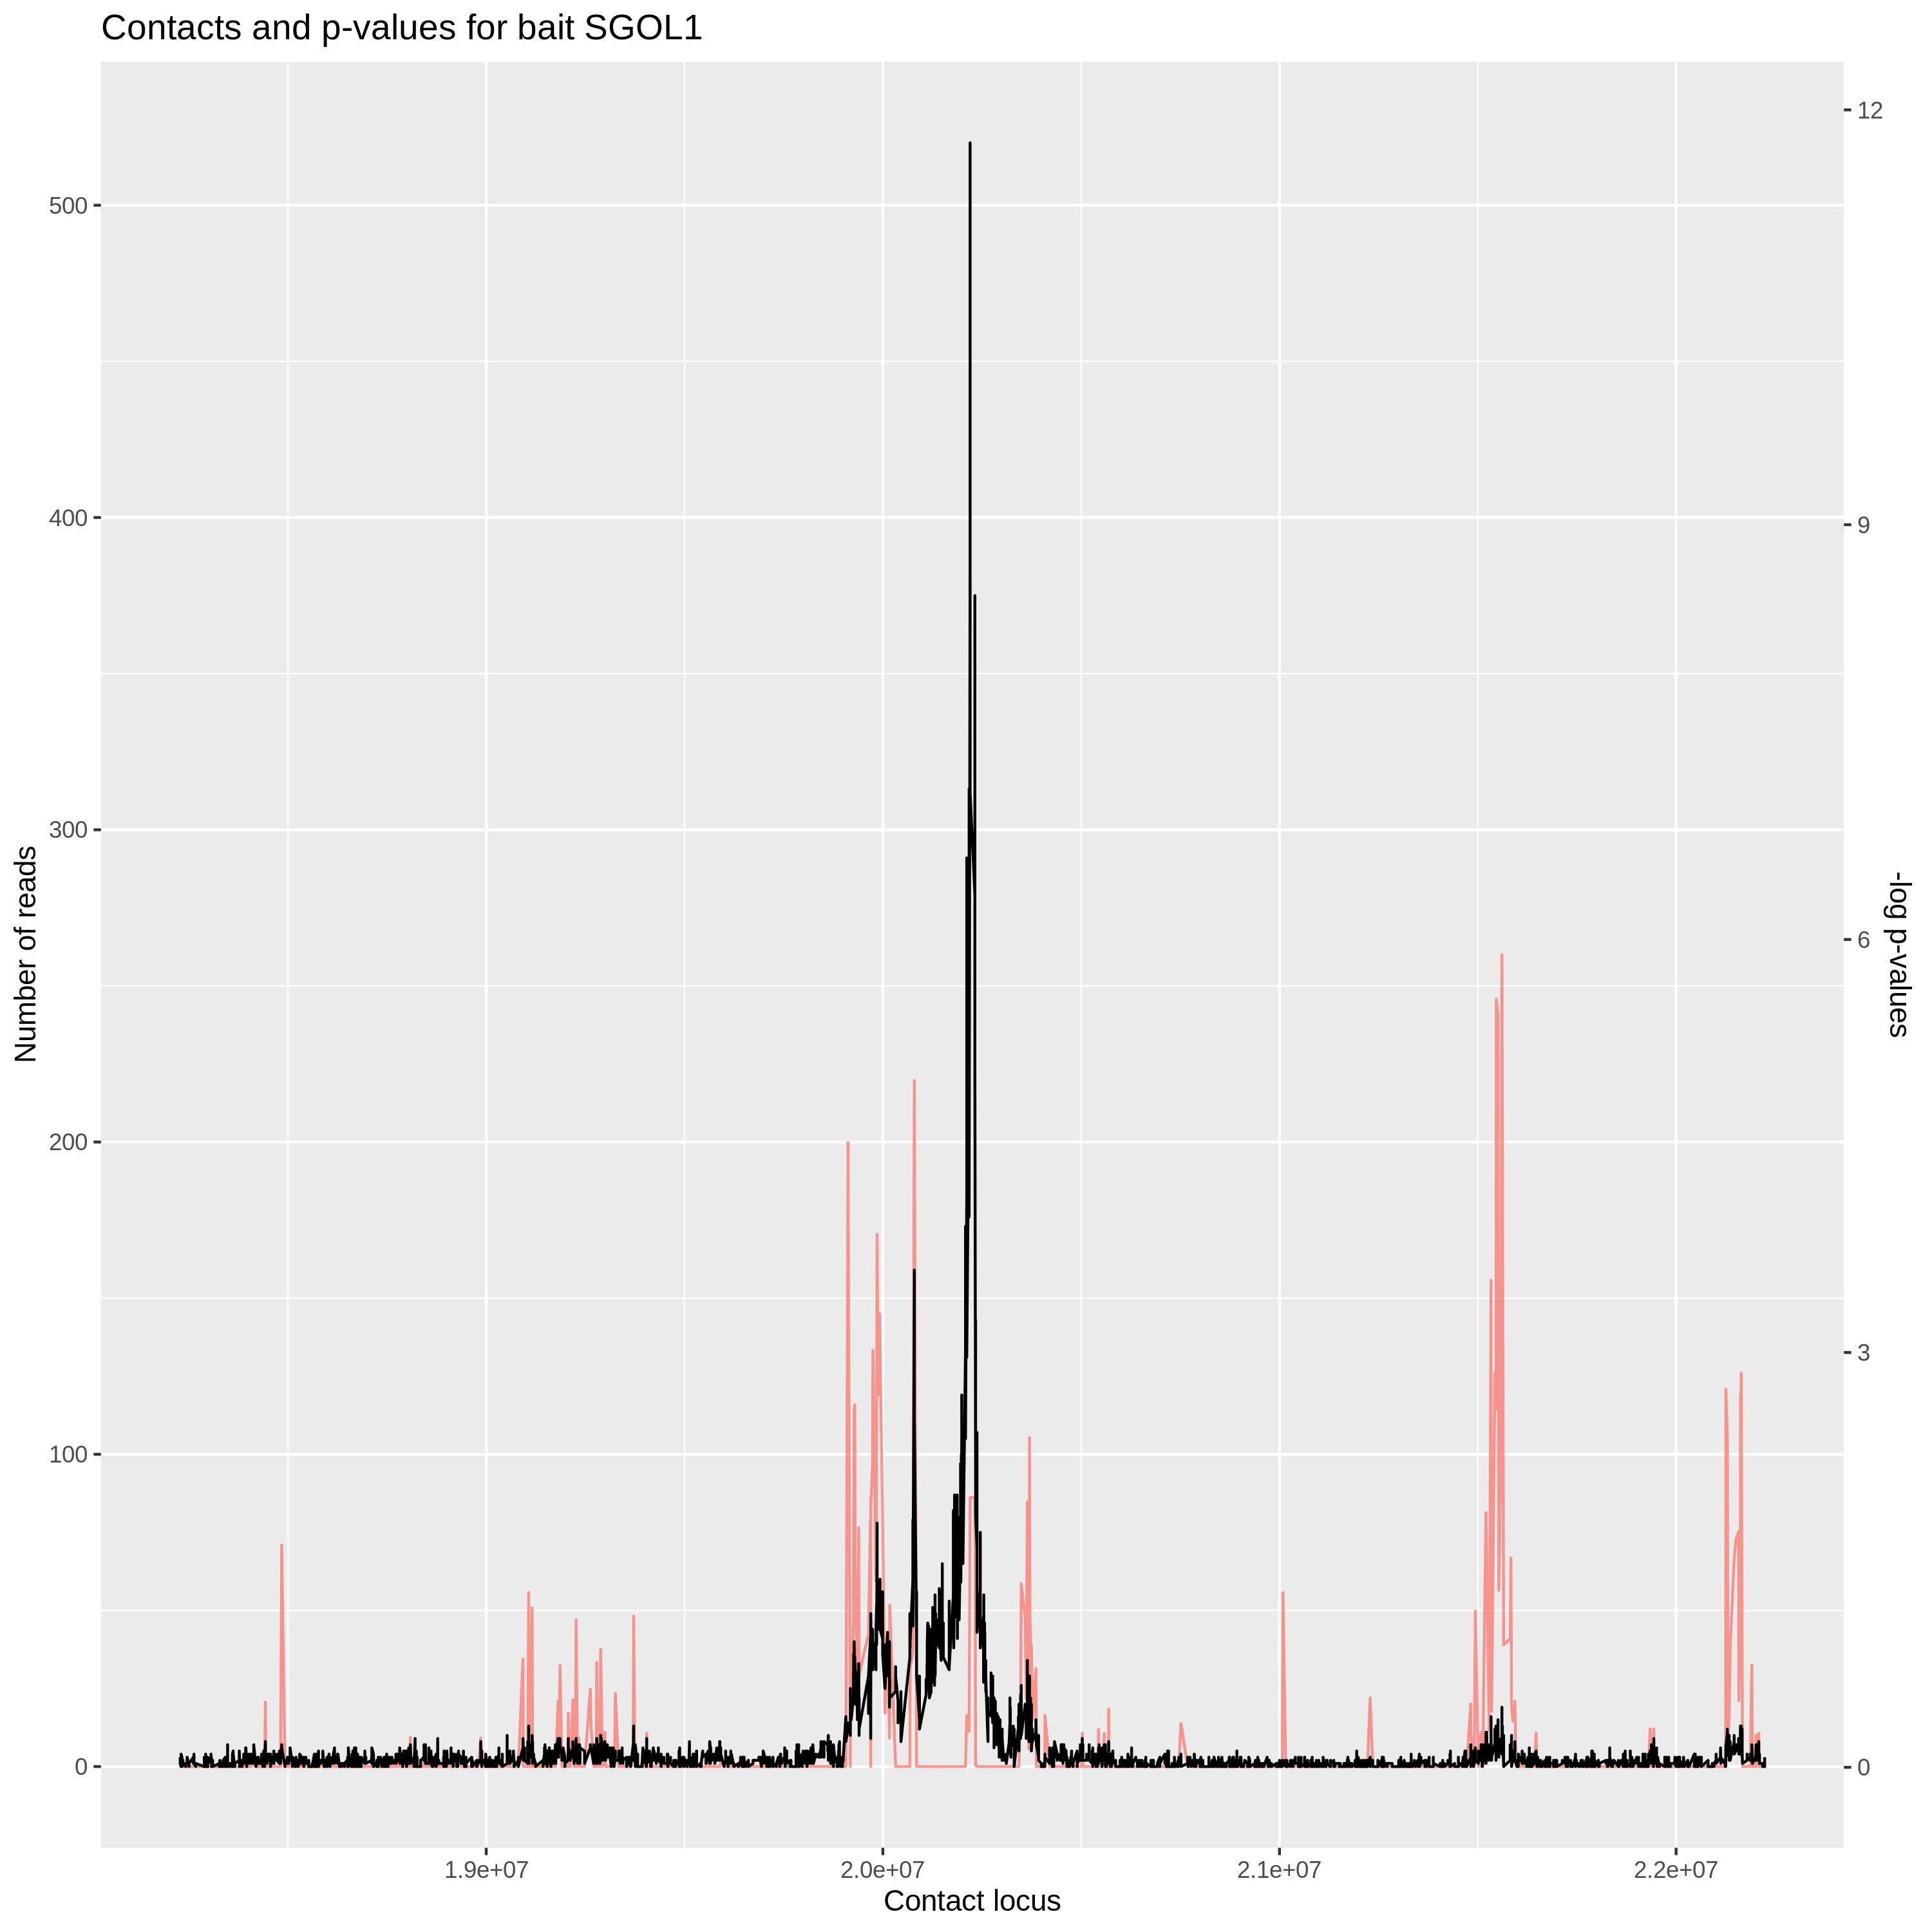 Contacts and p-values for bait SGOL1
Number of reads
500
400
300
200
100
0
12
9
6
3
0
-log p-values
1.9e+07
2.0e+07
2.1e+07
2.2e+07
Contact locus